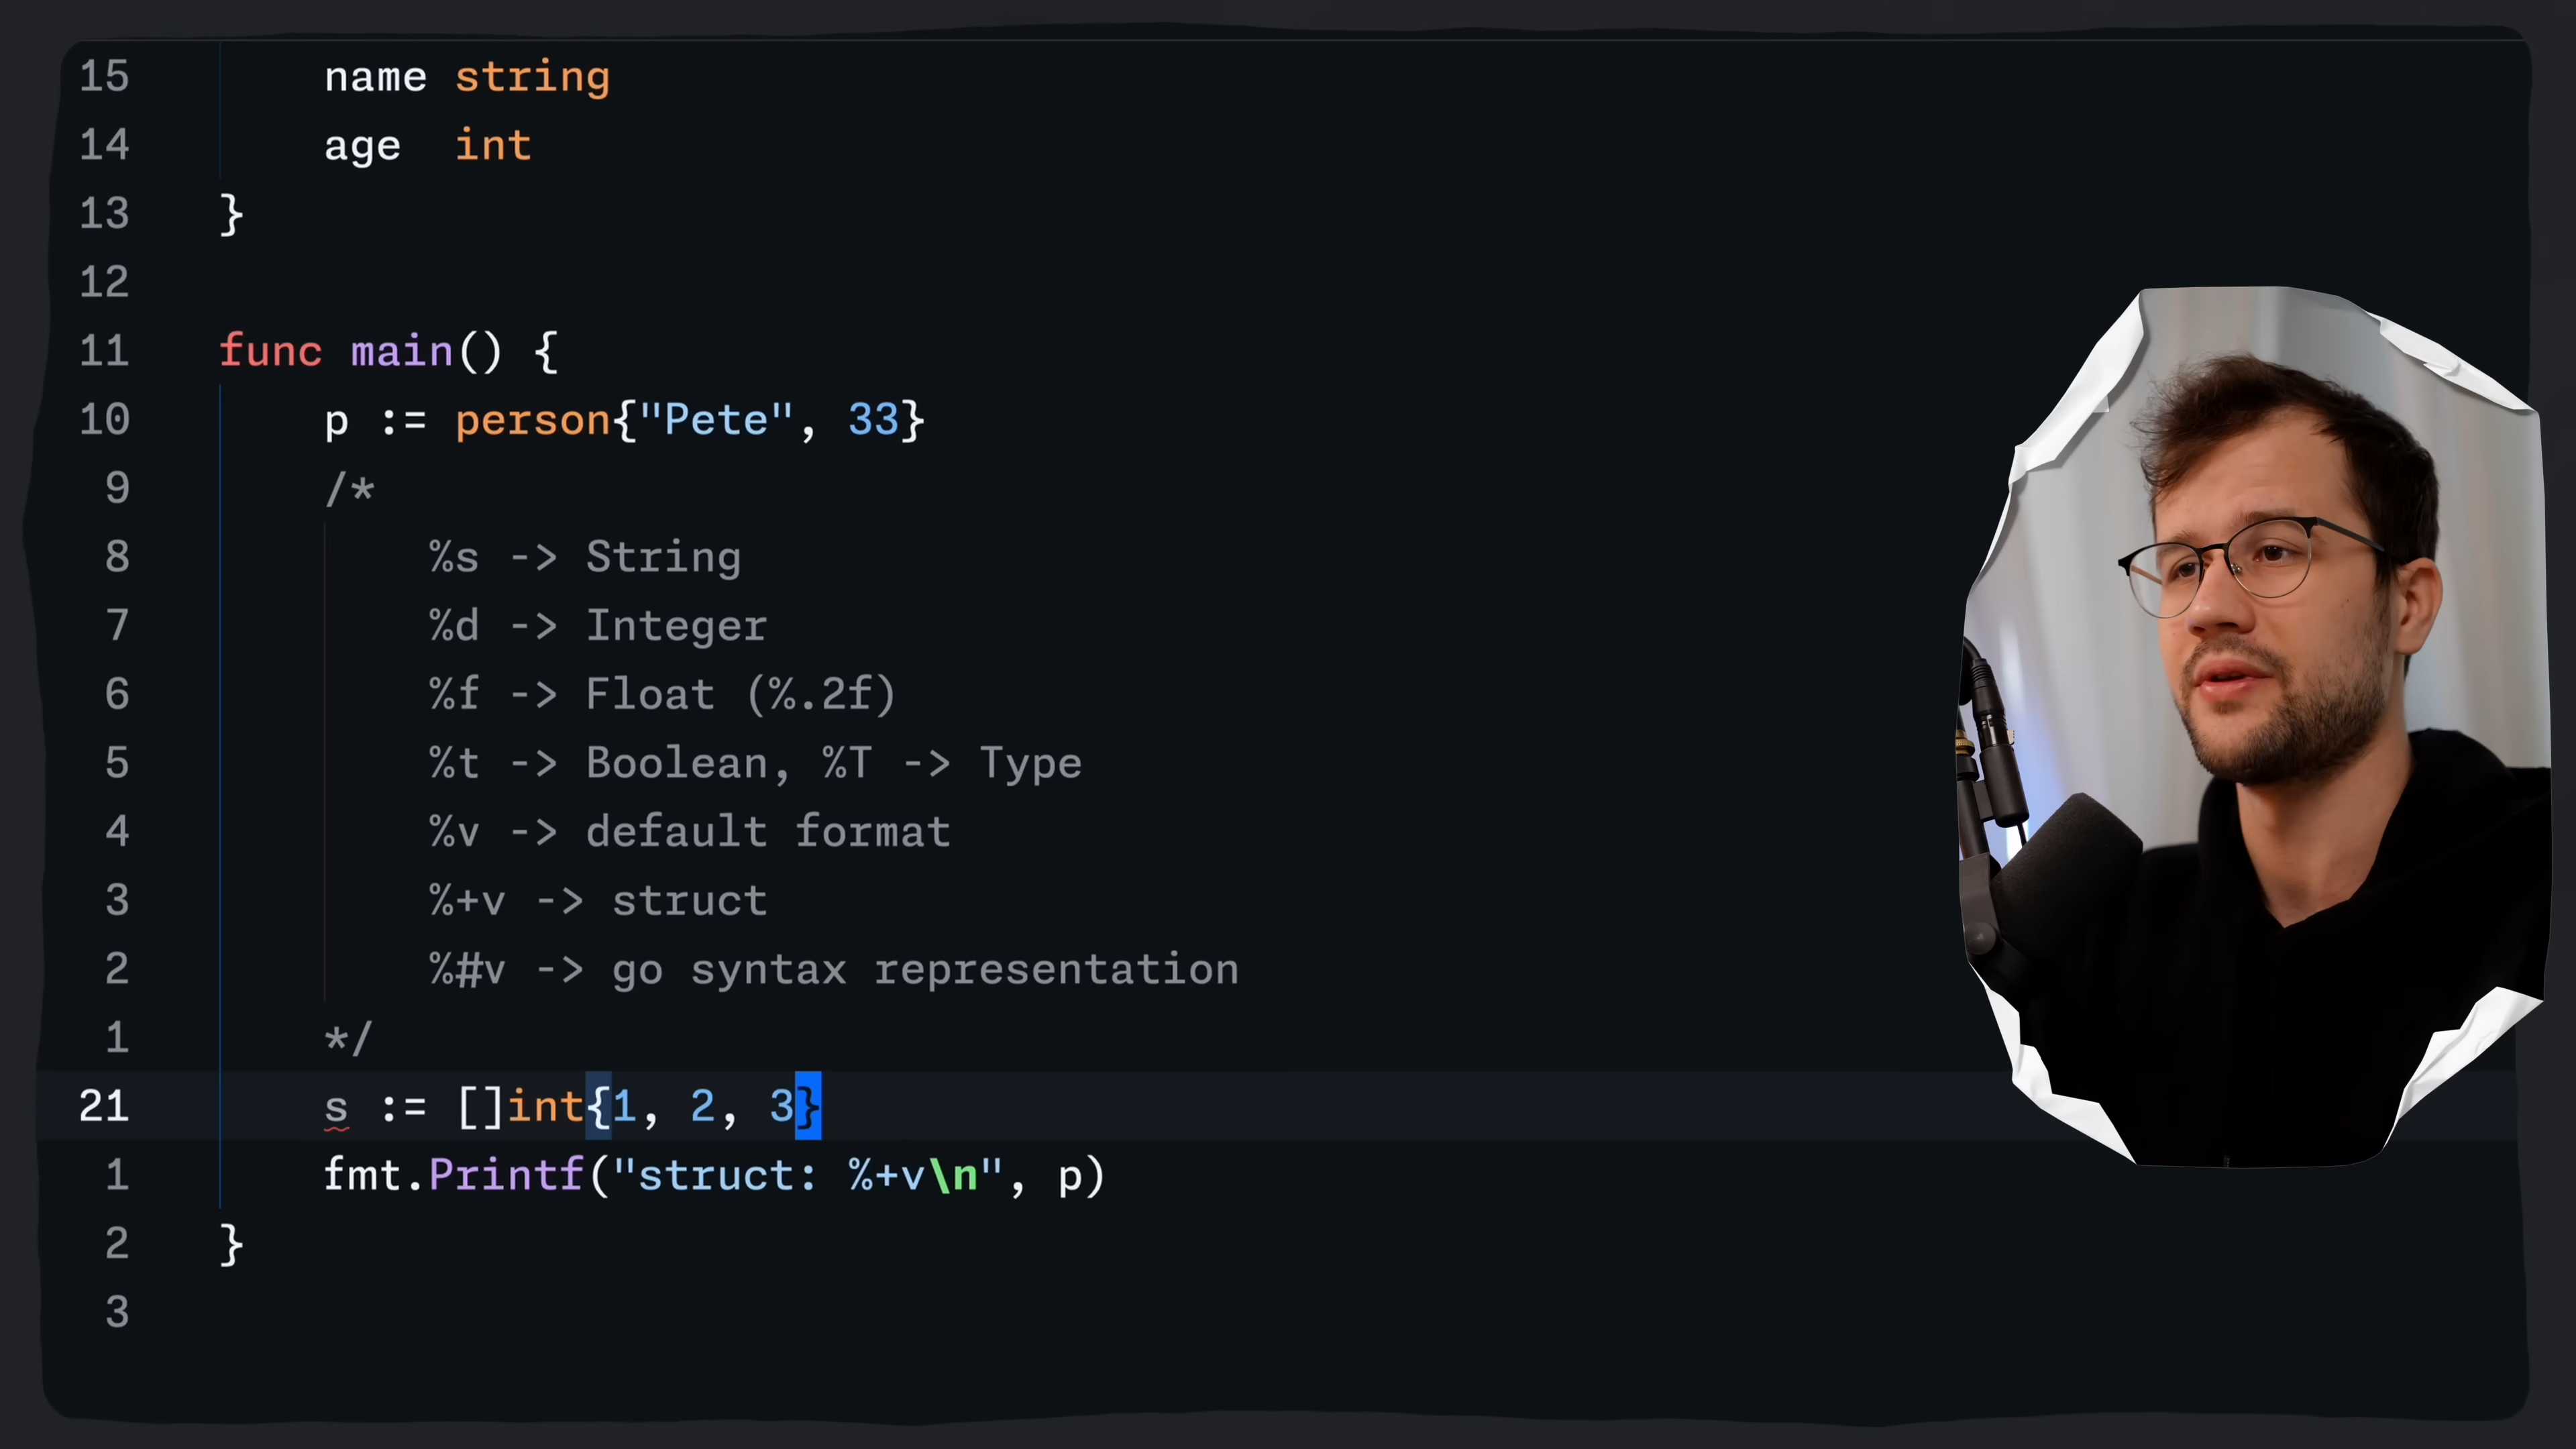 15 name string
14 age int
13 }
12
11 func main() {
10 p := person{"Pete", 33}
9 /*
8 %s -> String
7 %d -> Integer
6 %f -> Float (%.2f)
5 %t -> Boolean, %T -> Type
4 %v -> default format
3 %+v -> struct
2 %#v -> go syntax representation
1 */
21 s := []int{1, 2, 3}
1 fmt.Printf("struct: %+v\n", p)
2 }
3